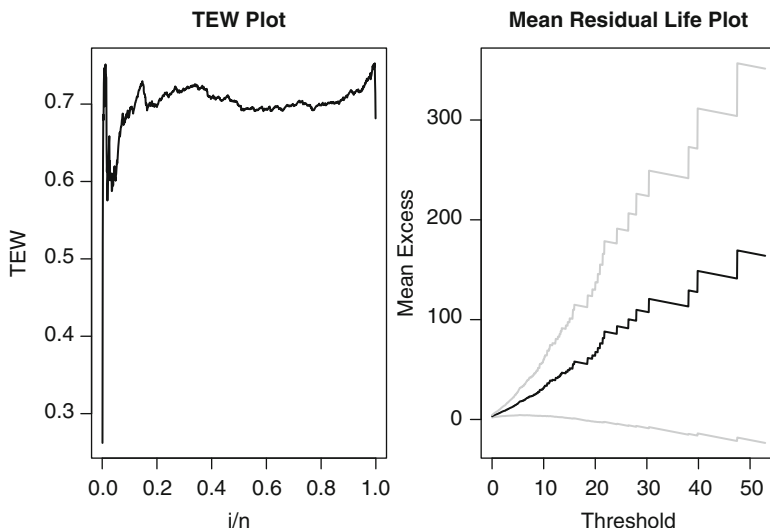 TEW Plot
TEW
0.7
0.6
0.5
0.4
0.3
0.0 0.2 0.4 0.6 0.8 1.0
i/n
Mean Residual Life Plot
Mean Excess
300
200
100
0
0 10 20 30 40 50
Threshold